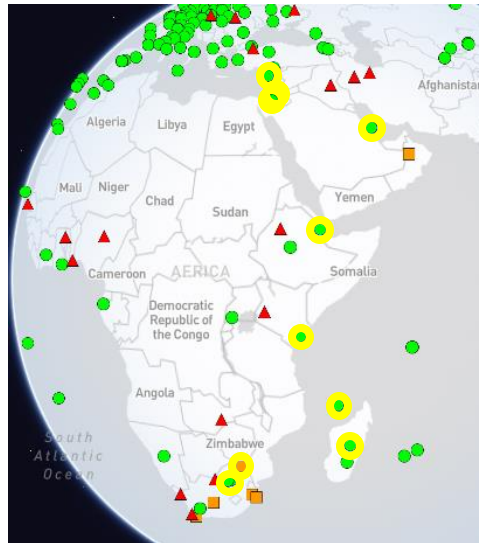 Afghanistan
Algeria
Libya
Egypt
Mali
Niger
Chad
Sudan
Yemen
Cameroon
AFRICA
Somalia
Democratic
Republic of
the Congo
Angola
Zimbabwe
South
Atlantic
Ocean